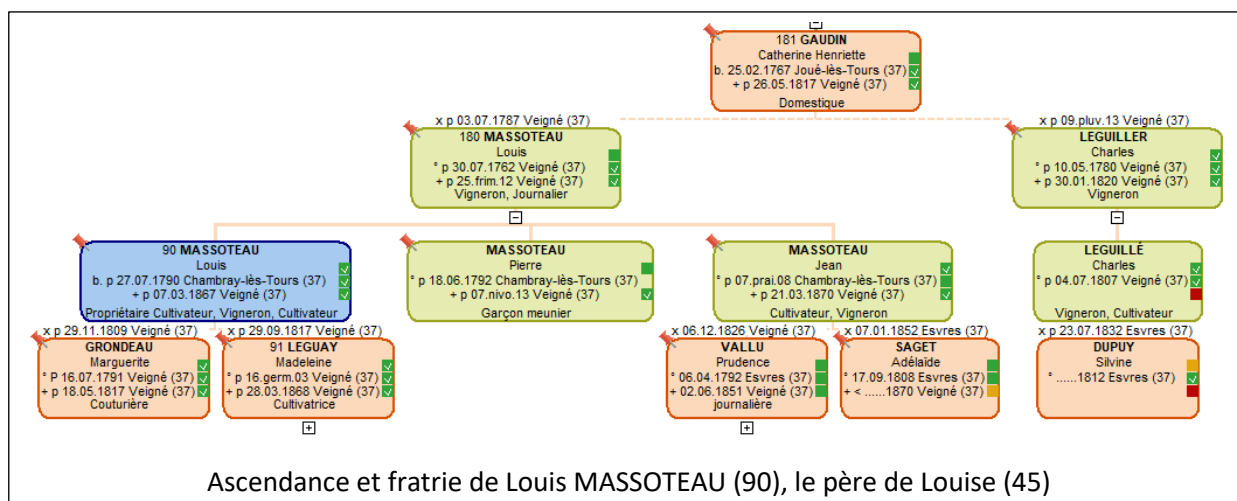 181 GAUDIN
Catherine Henriette
b. 25.02.1767 Joué-lès-Tours (37)
+ p 26.05.1817 Veigné (37)
Domestique
x p 03.07.1787 Veigné (37)
180 MASSOTEAU
Louis
° p 30.07.1762 Veigné (37)
+ p 25.frim.12 Veigné (37)
Vigneron, Journalier
x p 09.pluv.13 Veigné (37)
LEGUILLER
Charles
° p 10.05.1780 Veigné (37)
+ p 30.01.1820 Veigné (37)
Vigneron
90 MASSOTEAU
Louis
b. p 27.07.1790 Chambray-lès-Tours (37)
+ p 07.03.1867 Veigné (37)
Propriétaire Cultivateur, Vigneron, Cultivateur
MASSOTEAU
Pierre
° p 18.06.1792 Chambray-lès-Tours (37)
+ p 07.nivo.13 Veigné (37)
Garçon meunier
MASSOTEAU
Jean
° p 07.prai.08 Chambray-lès-Tours (37)
+ p 21.03.1870 Veigné (37)
Cultivateur, Vigneron
LEGUILLÉ
Charles
° p 04.07.1807 Veigné (37)
Vigneron, Cultivateur
x p 29.11.1809 Veigné (37)
GRONDEAU
Marguerite
° P 16.07.1791 Veigné (37)
+ p 18.05.1817 Veigné (37)
Couturière
x p 29.09.1817 Veigné (37)
91 LEGUAY
Madeleine
° p 16.germ.03 Veigné (37)
+ p 28.03.1868 Veigné (37)
Cultivatrice
x 06.12.1826 Veigné (37)
VALLU
Prudence
° 06.04.1792 Esvres (37)
+ 02.06.1851 Veigné (37)
journalière
x 07.01.1852 Esvres (37)
SAGET
Adélaïde
° 17.09.1808 Esvres (37)
+ < ......1870 Veigné (37)
x p 23.07.1832 Esvres (37)
DUPUY
Silvine
° ......1812 Esvres (37)
Ascendance et fratrie de Louis MASSOTEAU (90), le père de Louise (45)